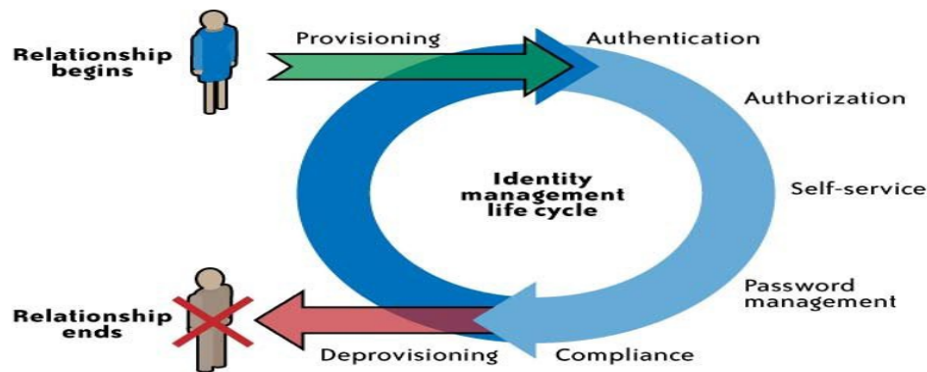 Relationship
begins
Provisioning
Authentication
Authorization
Self-service
Identity
management
life cycle
Password
management
Relationship
ends
Deprovisioning
Compliance